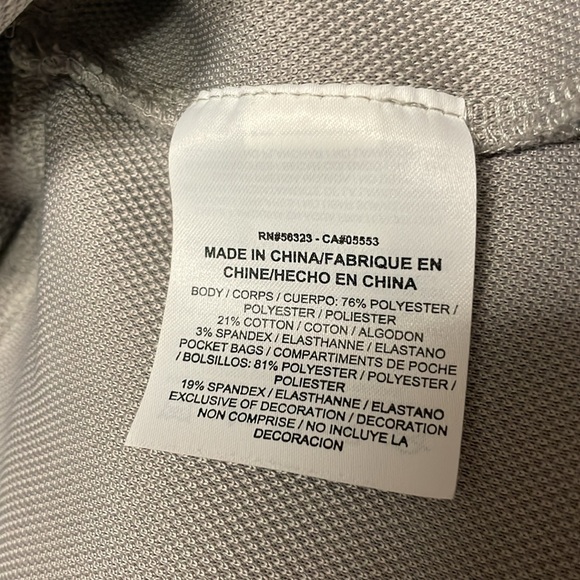 RN#56323 - CA#05553
MADE IN CHINA/FABRIQUE EN
CHINE/HECHO EN CHINA
BODY / CORPS / CUERPO: 76% POLYESTER /
POLYESTER / POLIESTER
21% COTTON / COTON / ALGODON
3% SPANDEX / ELASTHANNE / ELASTANO
POCKET BAGS / COMPARTIMENTS DE POCHE
/ BOLSILLOS: 81% POLYESTER / POLYESTER /
POLIESTER
19% SPANDEX / ELASTHANNE / ELASTANO
EXCLUSIVE OF DECORATION / DECORATION
NON COMPRISE / NO INCLUYE LA
DECORACION